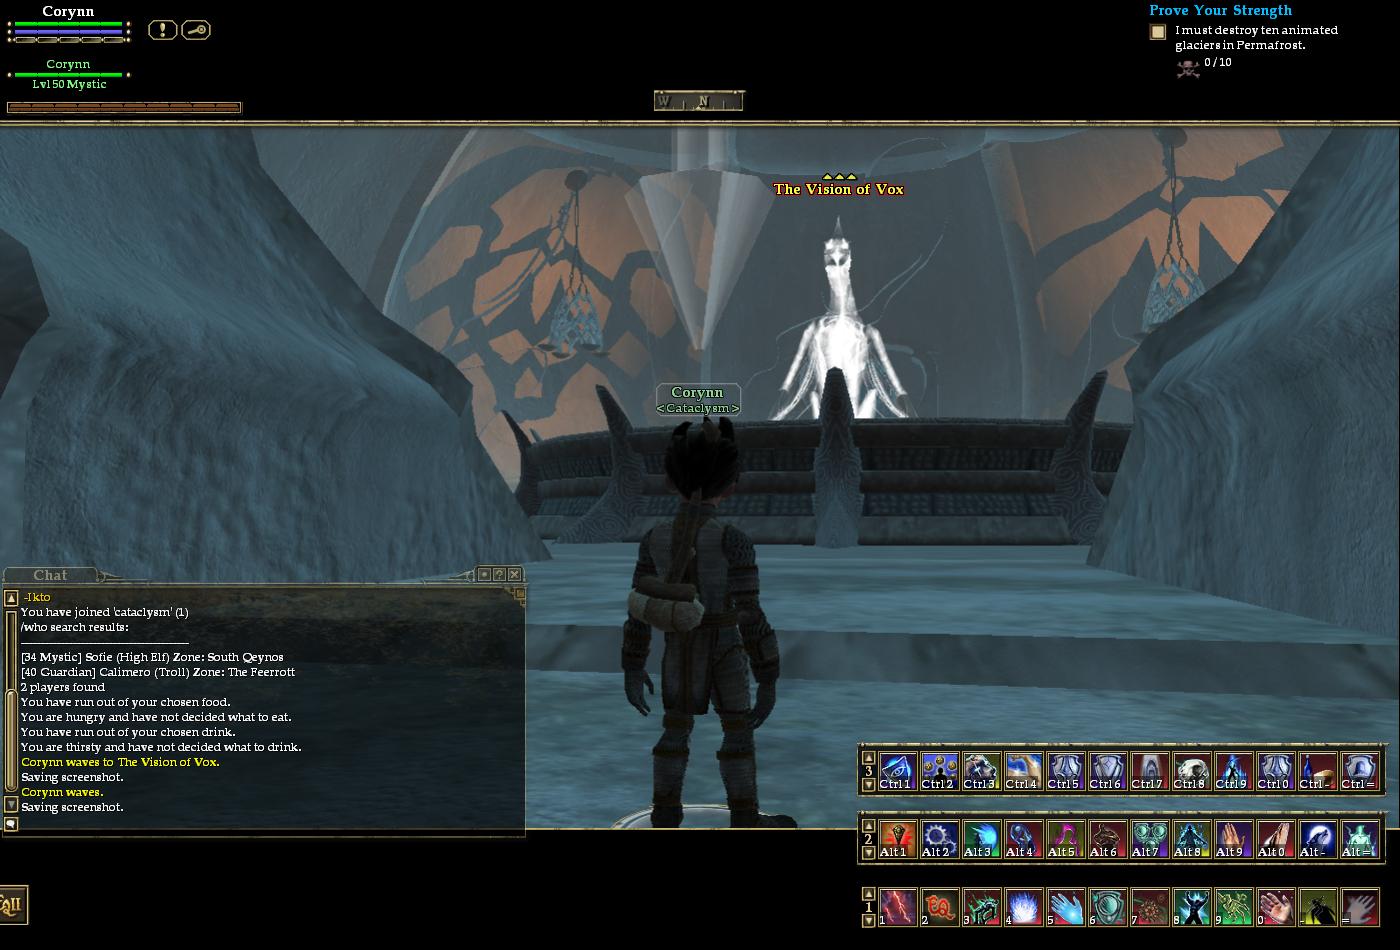 Corynn
Corynn
Lvl 50 Mystic
Prove Your Strength
I must destroy ten animated
glaciers in Permafrost.
0 / 10
W N
The Vision of Vox
Corynn
<Cataclysm>
Chat
-Ikto
You have joined 'cataclysm' (1)
/who search results:
[34 Mystic] Sofie (High Elf) Zone: South Qeynos
[40 Guardian] Calimero (Troll) Zone: The Feerrott
2 players found
You have run out of your chosen food.
You are hungry and have not decided what to eat.
You have run out of your chosen drink.
You are thirsty and have not decided what to drink.
Corynn waves to The Vision of Vox.
Saving screenshot.
Corynn waves.
Saving screenshot.
3
Ctrl 1 Ctrl 2 Ctrl 3 Ctrl 4 Ctrl 5 Ctrl 6 Ctrl 7 Ctrl 8 Ctrl 9 Ctrl 0 Ctrl - Ctrl =
2
Alt 1 Alt 2 Alt 3 Alt 4 Alt 5 Alt 6 Alt 7 Alt 8 Alt 9 Alt 0 Alt - Alt =
1
1 2 3 4 5 6 7 8 9 0 - =
EQII